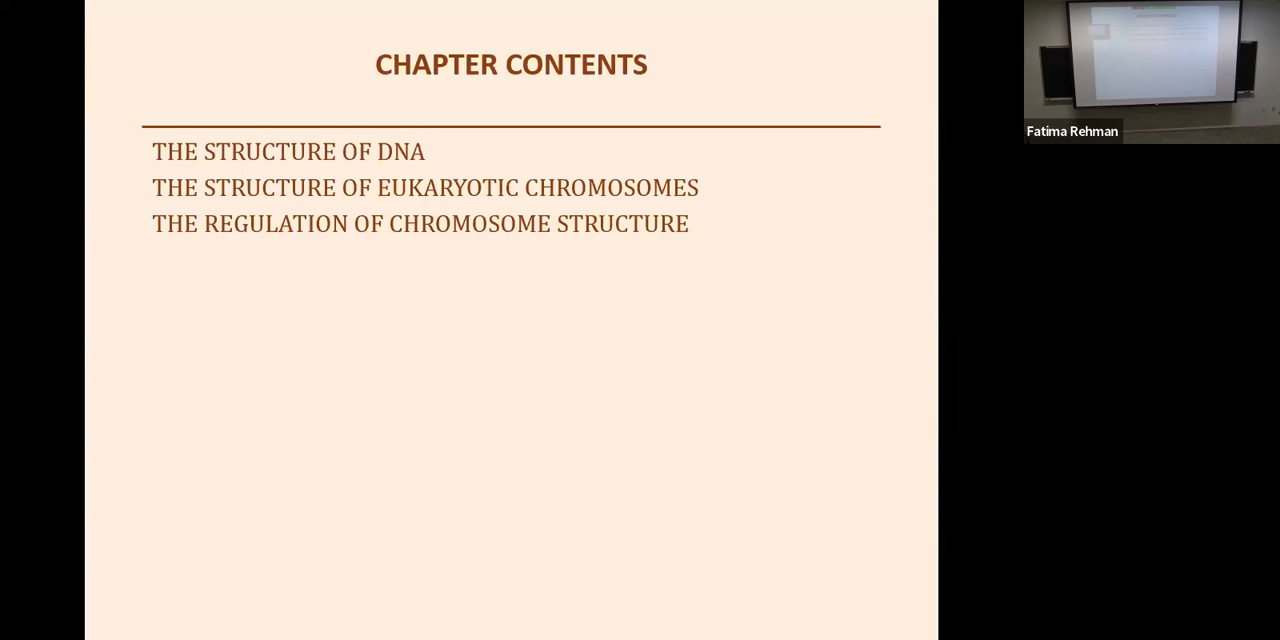 CHAPTER CONTENTS
THE STRUCTURE OF DNA
THE STRUCTURE OF EUKARYOTIC CHROMOSOMES
THE REGULATION OF CHROMOSOME STRUCTURE
Fatima Rehman